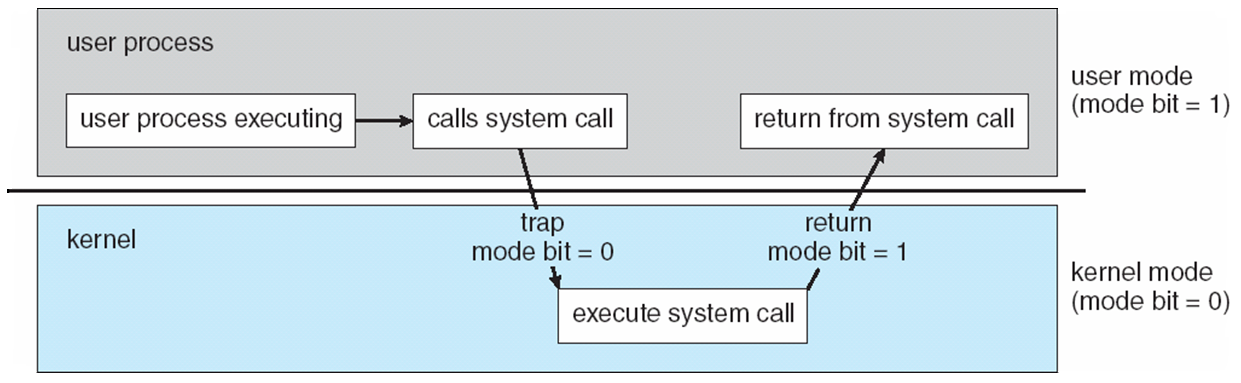 user process
user process executing
calls system call
return from system call
user mode
(mode bit = 1)
kernel
trap
mode bit = 0
return
mode bit = 1
execute system call
kernel mode
(mode bit = 0)